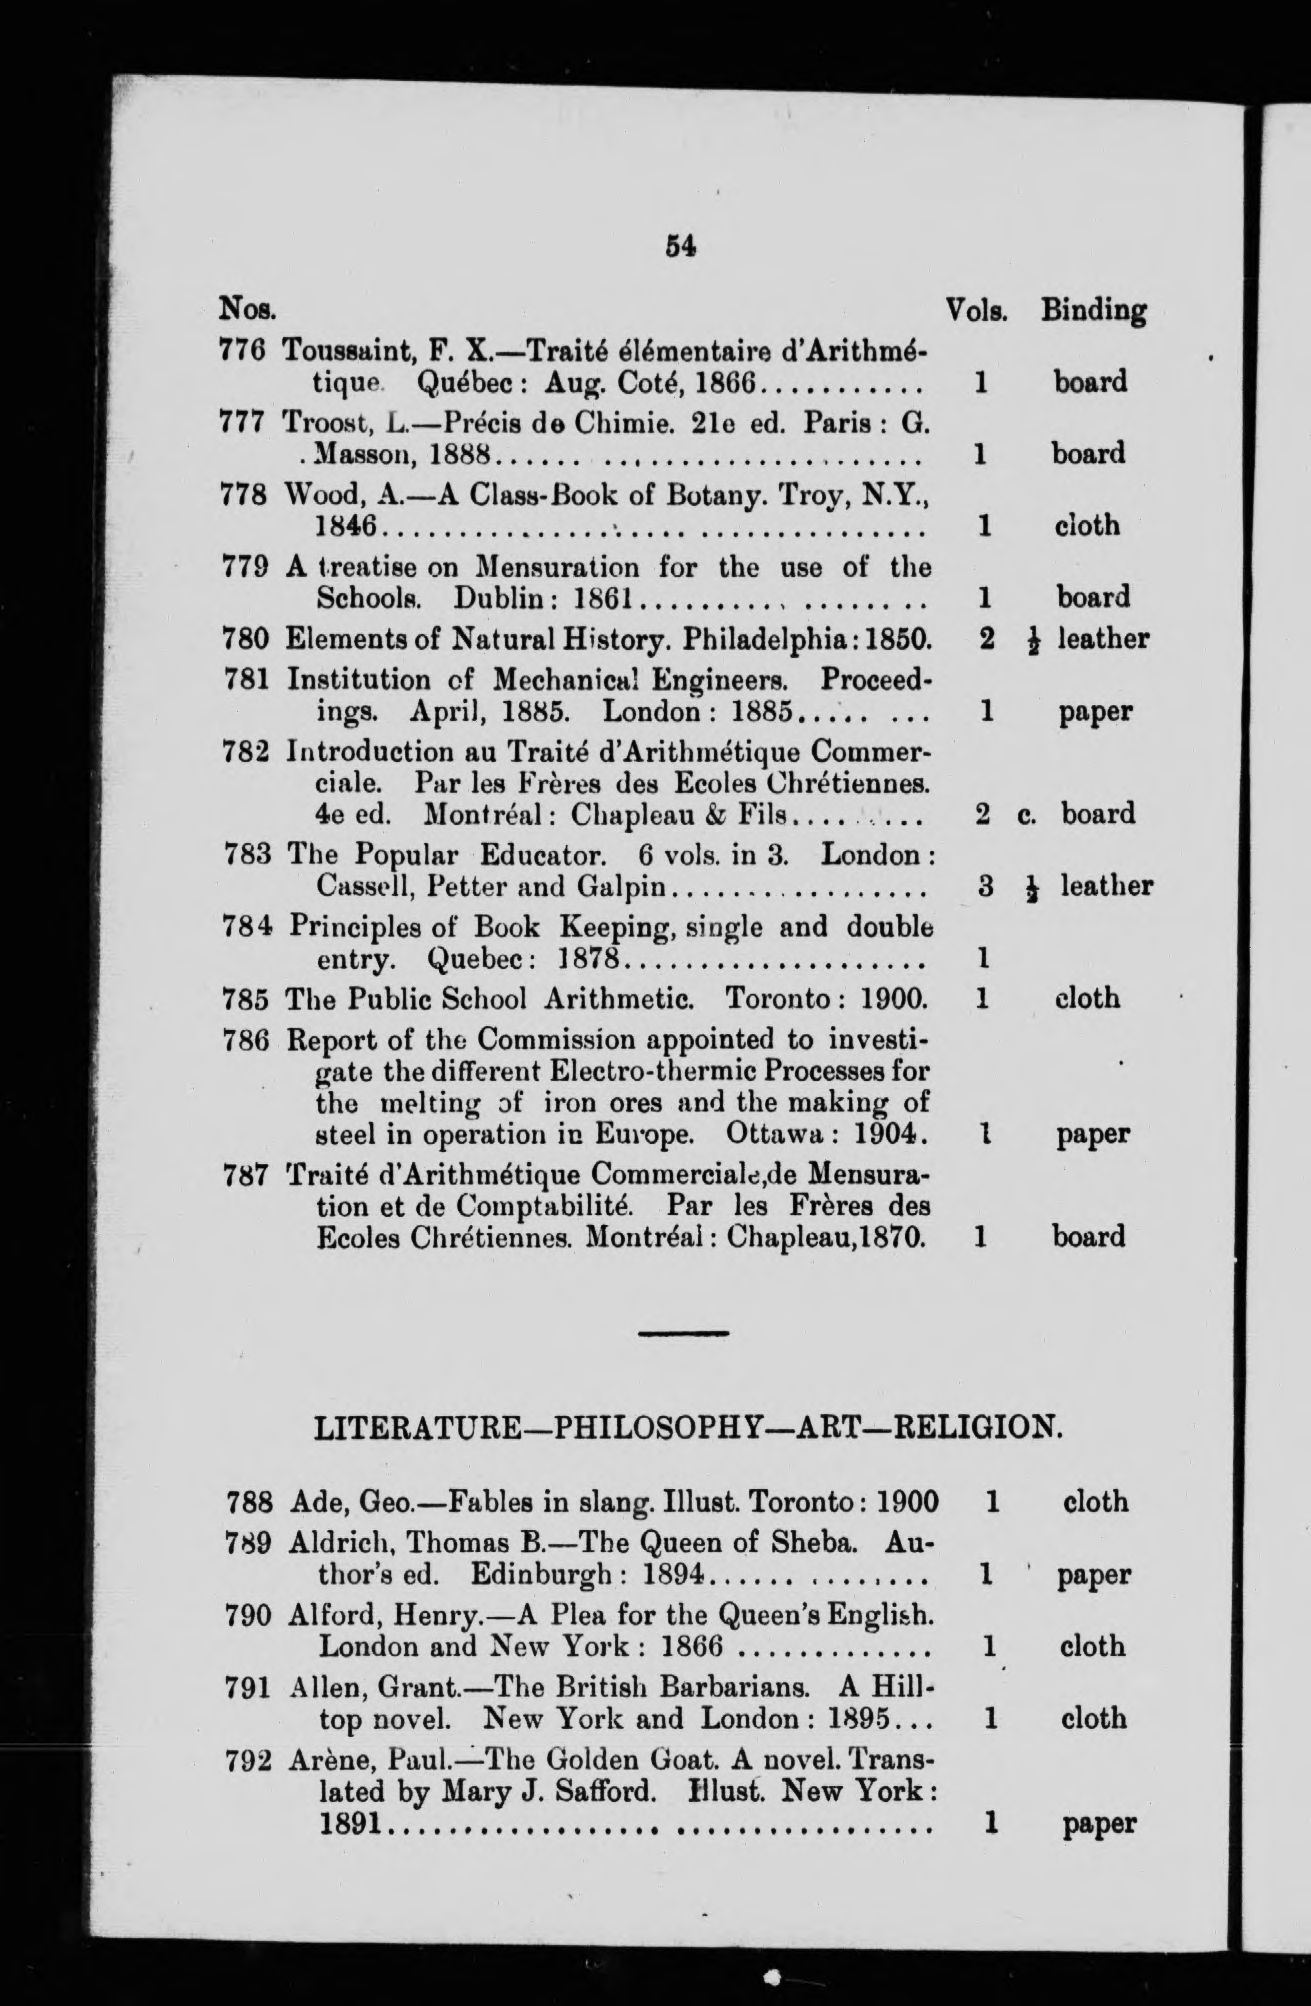 54
Nos. Vols. Binding
776 Toussaint, F. X.—Traité élémentaire d'Arithmé-
tique. Québec : Aug. Coté, 1866........... 1 board
777 Troost, L.—Précis de Chimie. 21e ed. Paris : G.
Masson, 1888............................ 1 board
778 Wood, A.—A Class-Book of Botany. Troy, N.Y.,
1846.................................... 1 cloth
779 A treatise on Mensuration for the use of the
Schools. Dublin : 1861................... 1 board
780 Elements of Natural History. Philadelphia : 1850. 2 ½ leather
781 Institution of Mechanical Engineers. Proceed-
ings. April, 1885. London : 1885......... 1 paper
782 Introduction au Traité d'Arithmétique Commer-
ciale. Par les Frères des Ecoles Chrétiennes.
4e ed. Montréal : Chapleau & Fils......... 2 c. board
783 The Popular Educator. 6 vols. in 3. London :
Cassell, Petter and Galpin................. 3 ½ leather
784 Principles of Book Keeping, single and double
entry. Quebec : 1878.................... 1
785 The Public School Arithmetic. Toronto : 1900. 1 cloth
786 Report of the Commission appointed to investi-
gate the different Electro-thermic Processes for
the melting of iron ores and the making of
steel in operation in Europe. Ottawa : 1904. 1 paper
787 Traité d'Arithmétique Commerciale, de Mensura-
tion et de Comptabilité. Par les Frères des
Ecoles Chrétiennes. Montréal : Chapleau, 1870. 1 board
LITERATURE—PHILOSOPHY—ART—RELIGION.
788 Ade, Geo.—Fables in slang. Illust. Toronto : 1900 1 cloth
789 Aldrich, Thomas B.—The Queen of Sheba. Au-
thor's ed. Edinburgh : 1894............... 1 paper
790 Alford, Henry.—A Plea for the Queen's English.
London and New York : 1866 ............. 1 cloth
791 Allen, Grant.—The British Barbarians. A Hill-
top novel. New York and London : 1895... 1 cloth
792 Arène, Paul.—The Golden Goat. A novel. Trans-
lated by Mary J. Safford. Illust. New York :
1891................................... 1 paper